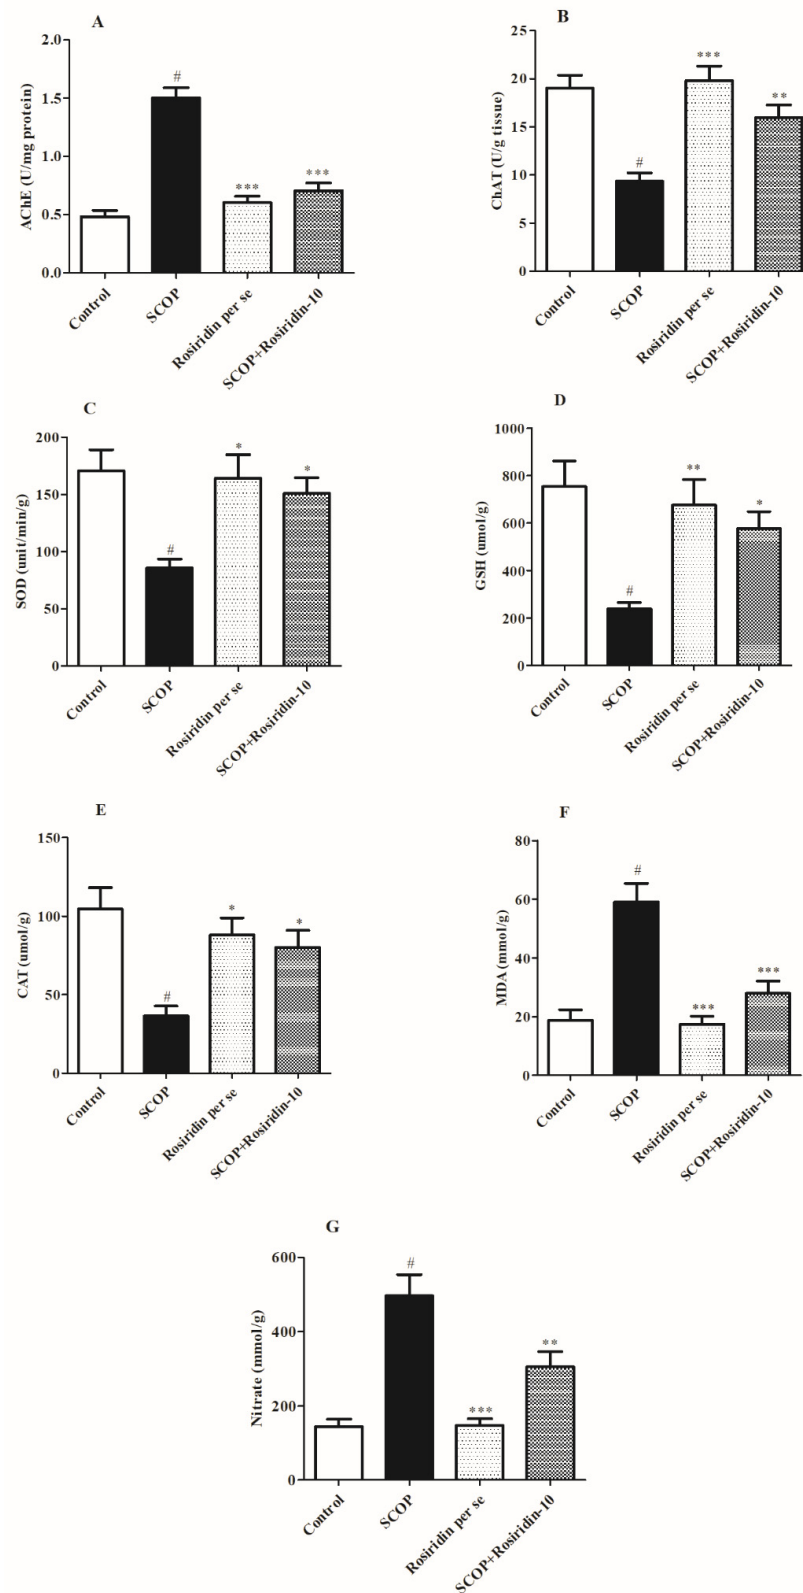 A
AChE (U/mg protein)
2.0
1.5
1.0
0.5
0.0
#
***
***
Control
SCOP
Rosiridin per se
SCOP+Rosiridin-10
B
ChAT (U/g tissue)
25
20
15
10
5
0
#
***
**
Control
SCOP
Rosiridin per se
SCOP+Rosiridin-10
C
SOD (unit/min/g)
200
150
100
50
0
#
*
*
Control
SCOP
Rosiridin per se
SCOP+Rosiridin-10
D
GSH (umol/g)
1000
800
600
400
200
0
#
**
*
Control
SCOP
Rosiridin per se
SCOP+Rosiridin-10
E
CAT (umol/g)
150
100
50
0
#
*
*
Control
SCOP
Rosiridin per se
SCOP+Rosiridin-10
F
MDA (mmol/g)
80
60
40
20
0
#
***
***
Control
SCOP
Rosiridin per se
SCOP+Rosiridin-10
G
Nitrate (mmol/g)
600
400
200
0
#
***
**
Control
SCOP
Rosiridin per se
SCOP+Rosiridin-10